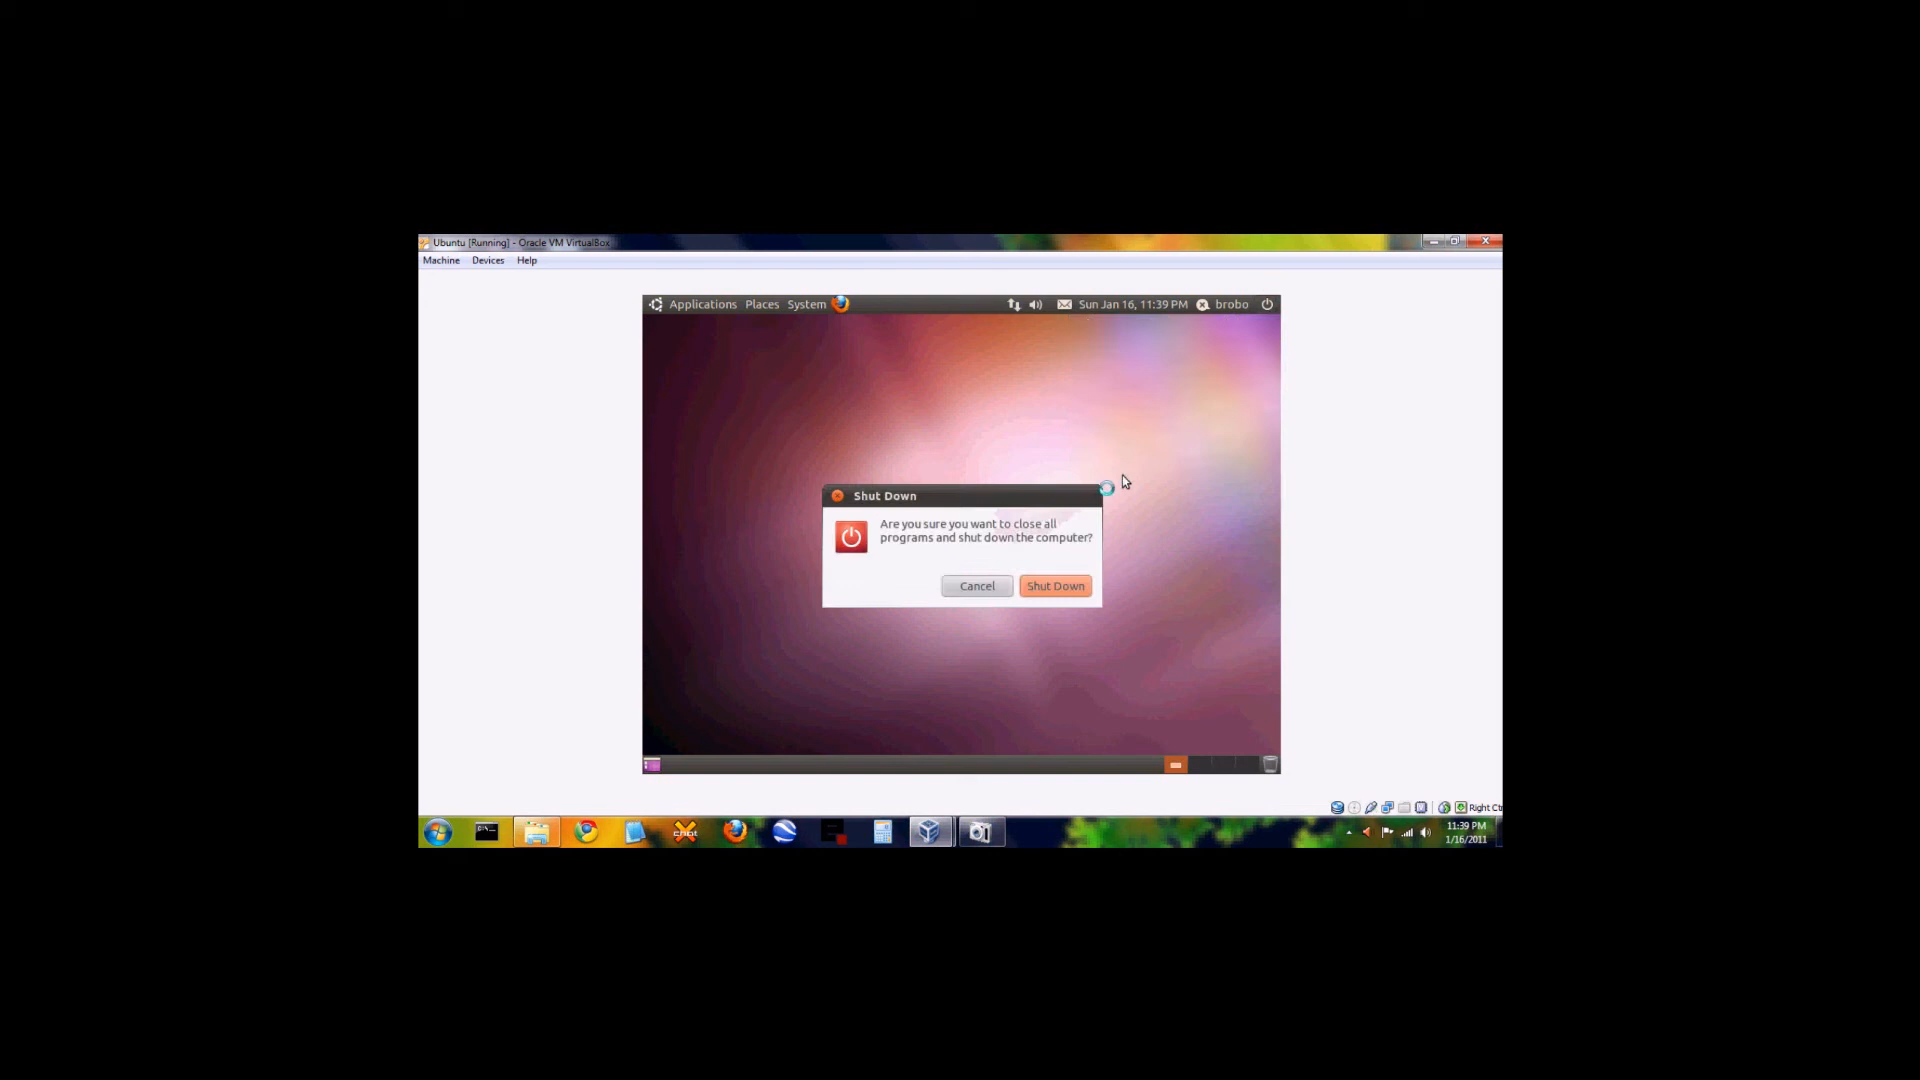 Ubuntu [Running] - Oracle VM VirtualBox
Machine Devices Help
Applications Places System Sun Jan 16, 11:39 PM brobo
Shut Down
Are you sure you want to close all
programs and shut down the computer?
Cancel Shut Down
Right Ct
11:39 PM
1/16/2011